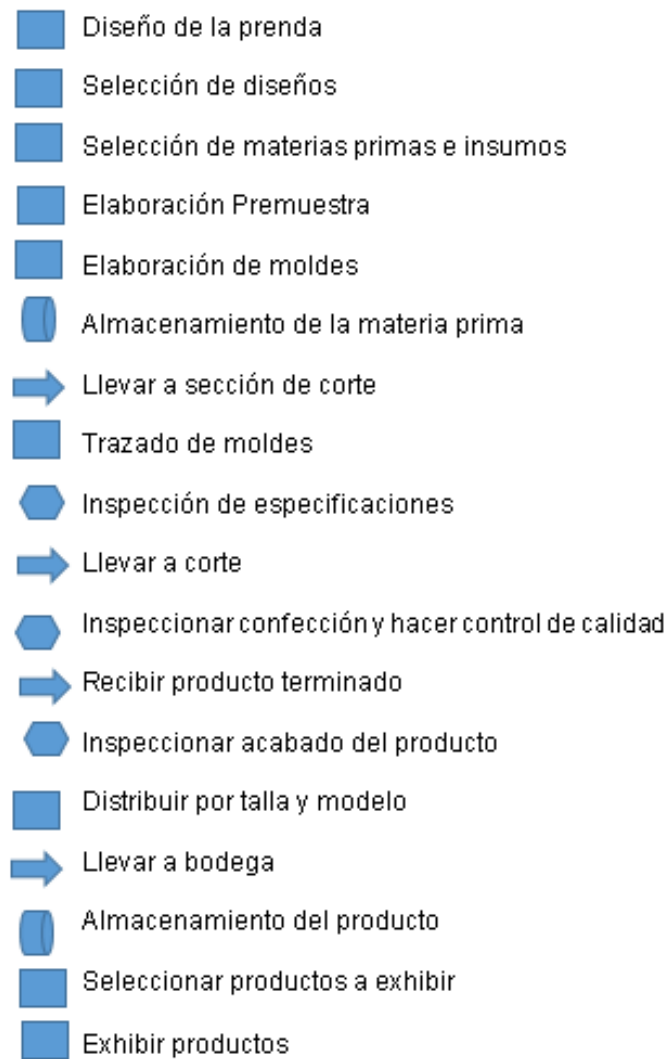 Diseño de la prenda
Selección de diseños
Selección de materias primas e insumos
Elaboración Premuestra
Elaboración de moldes
Almacenamiento de la materia prima
Llevar a sección de corte
Trazado de moldes
Inspección de especificaciones
Llevar a corte
Inspeccionar confección y hacer control de calidad
Recibir producto terminado
Inspeccionar acabado del producto
Distribuir por talla y modelo
Llevar a bodega
Almacenamiento del producto
Seleccionar productos a exhibir
Exhibir productos